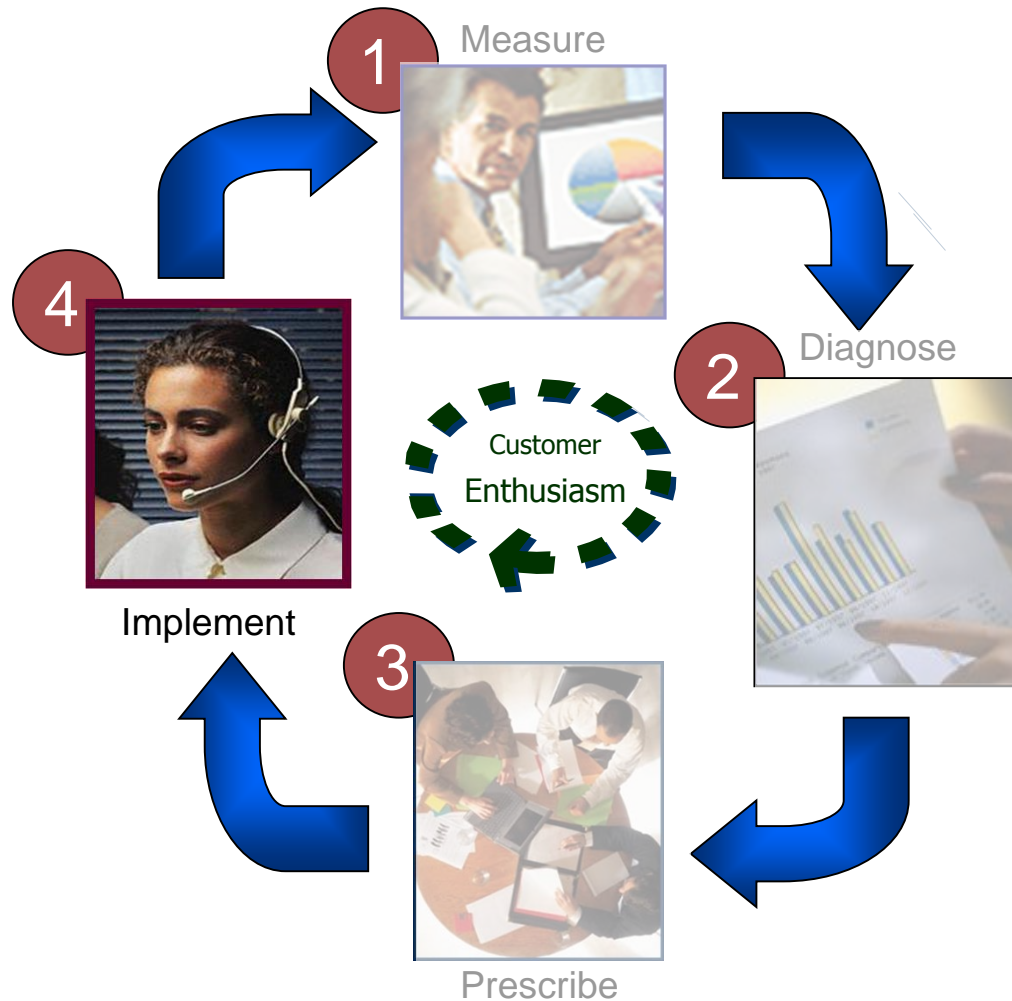 1
Measure
2
Diagnose
3
Prescribe
4
Implement
Customer
Enthusiasm